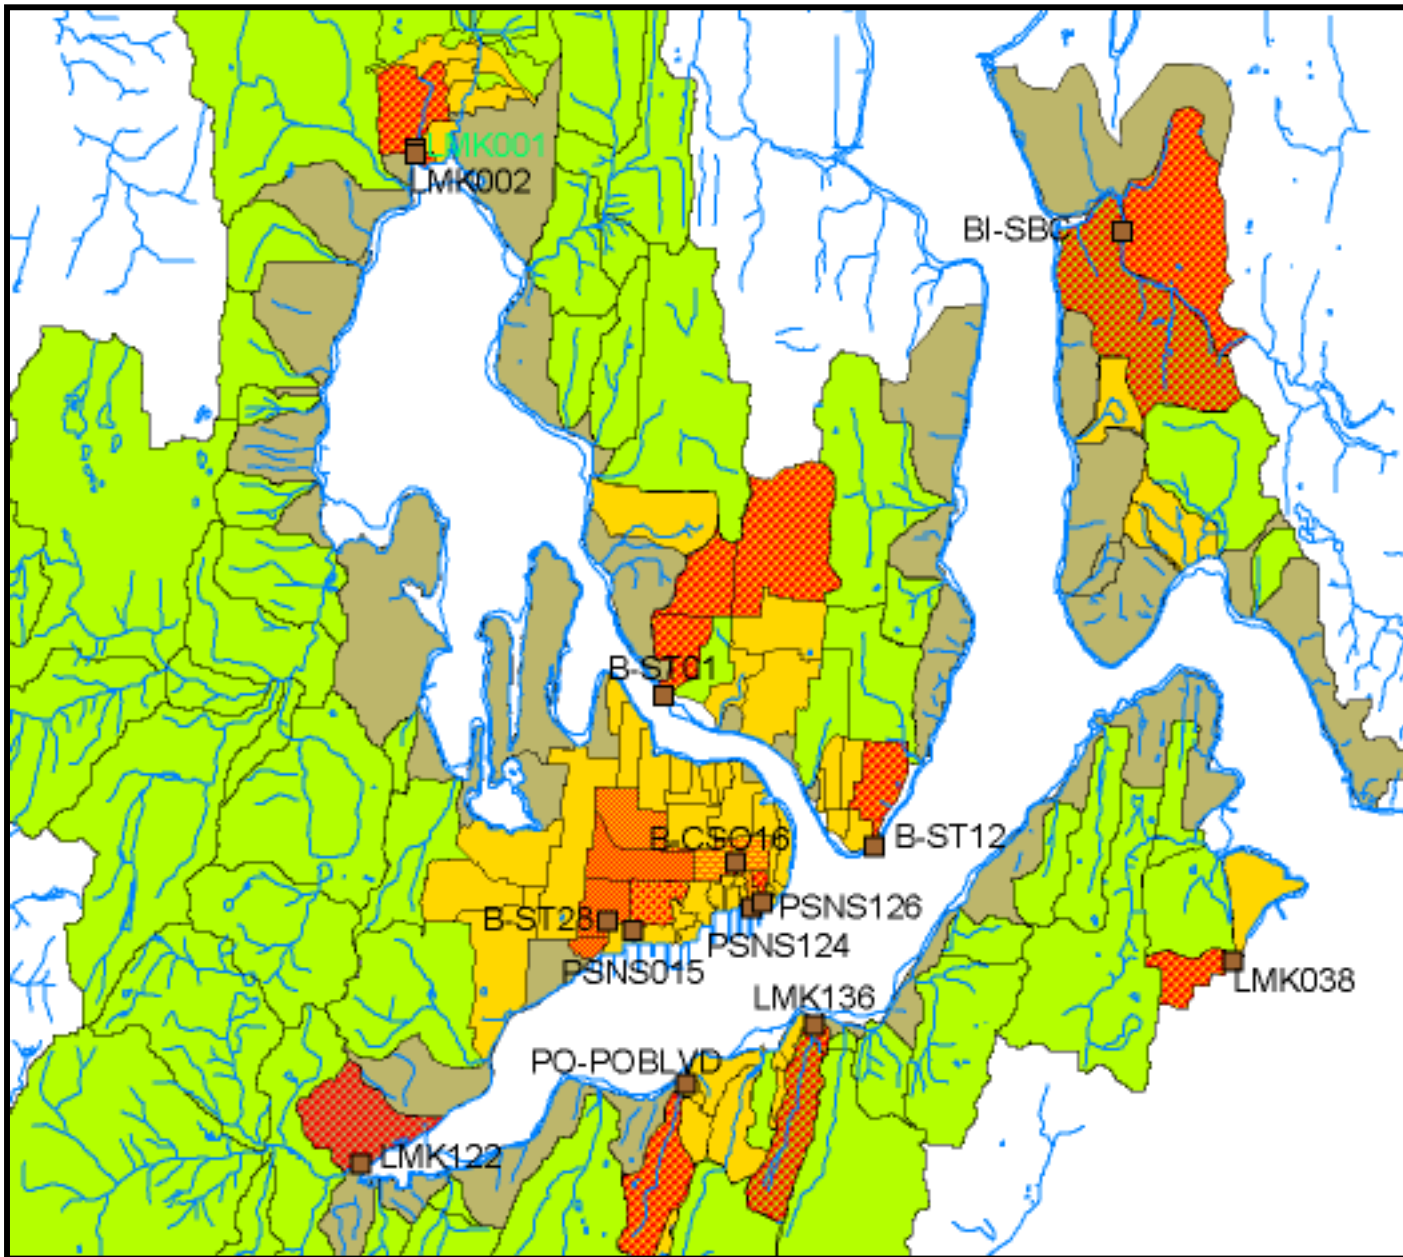 LMK001
LMK002
BI-SBC
B-ST01
B-CSO16
B-ST12
B-ST28
PSNS126
PSNS124
PSNS015
LMK038
LMK136
PO-POBLVD
LMK122